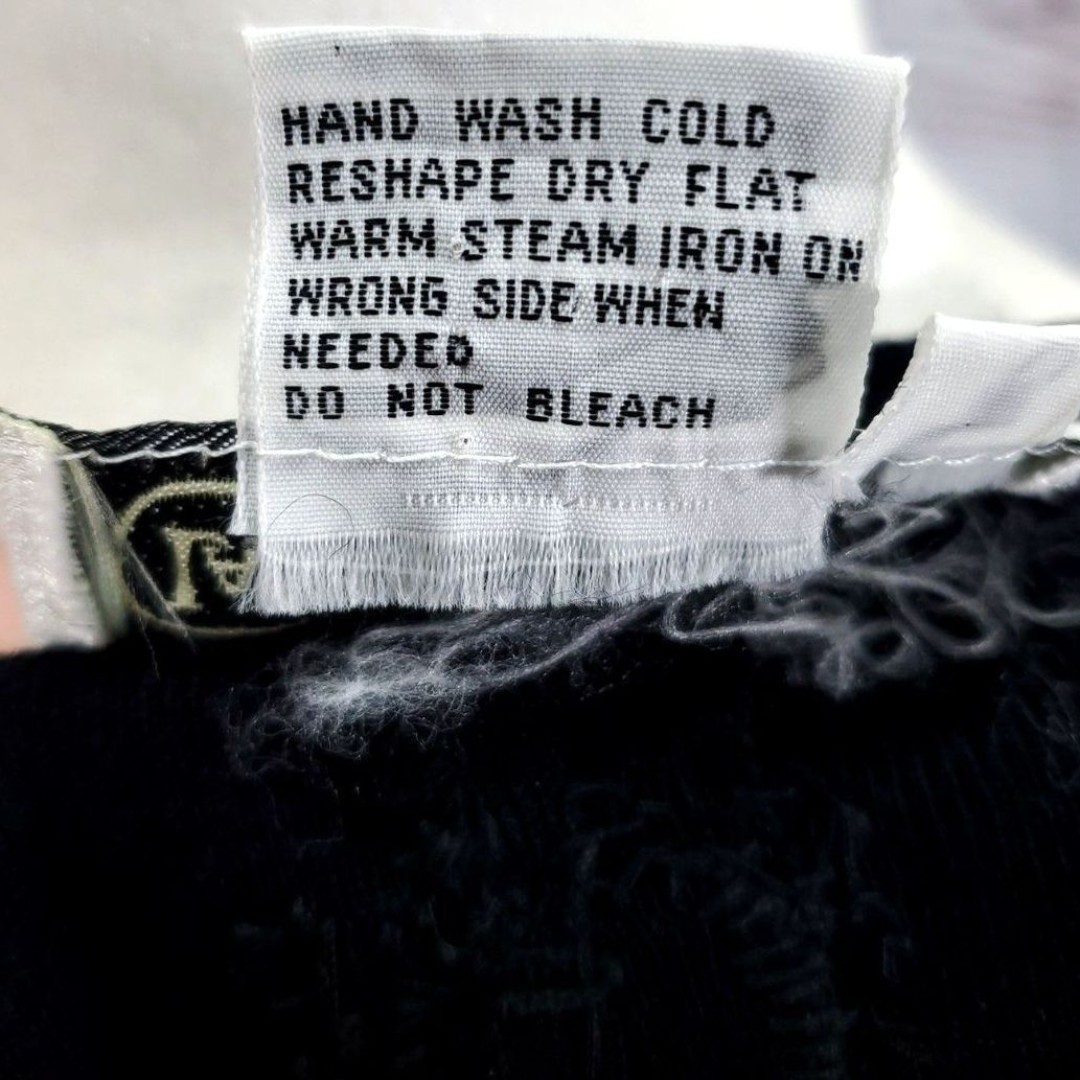 HAND WASH COLD
RESHAPE DRY FLAT
WARM STEAM IRON ON
WRONG SIDE WHEN
NEEDED
DO NOT BLEACH